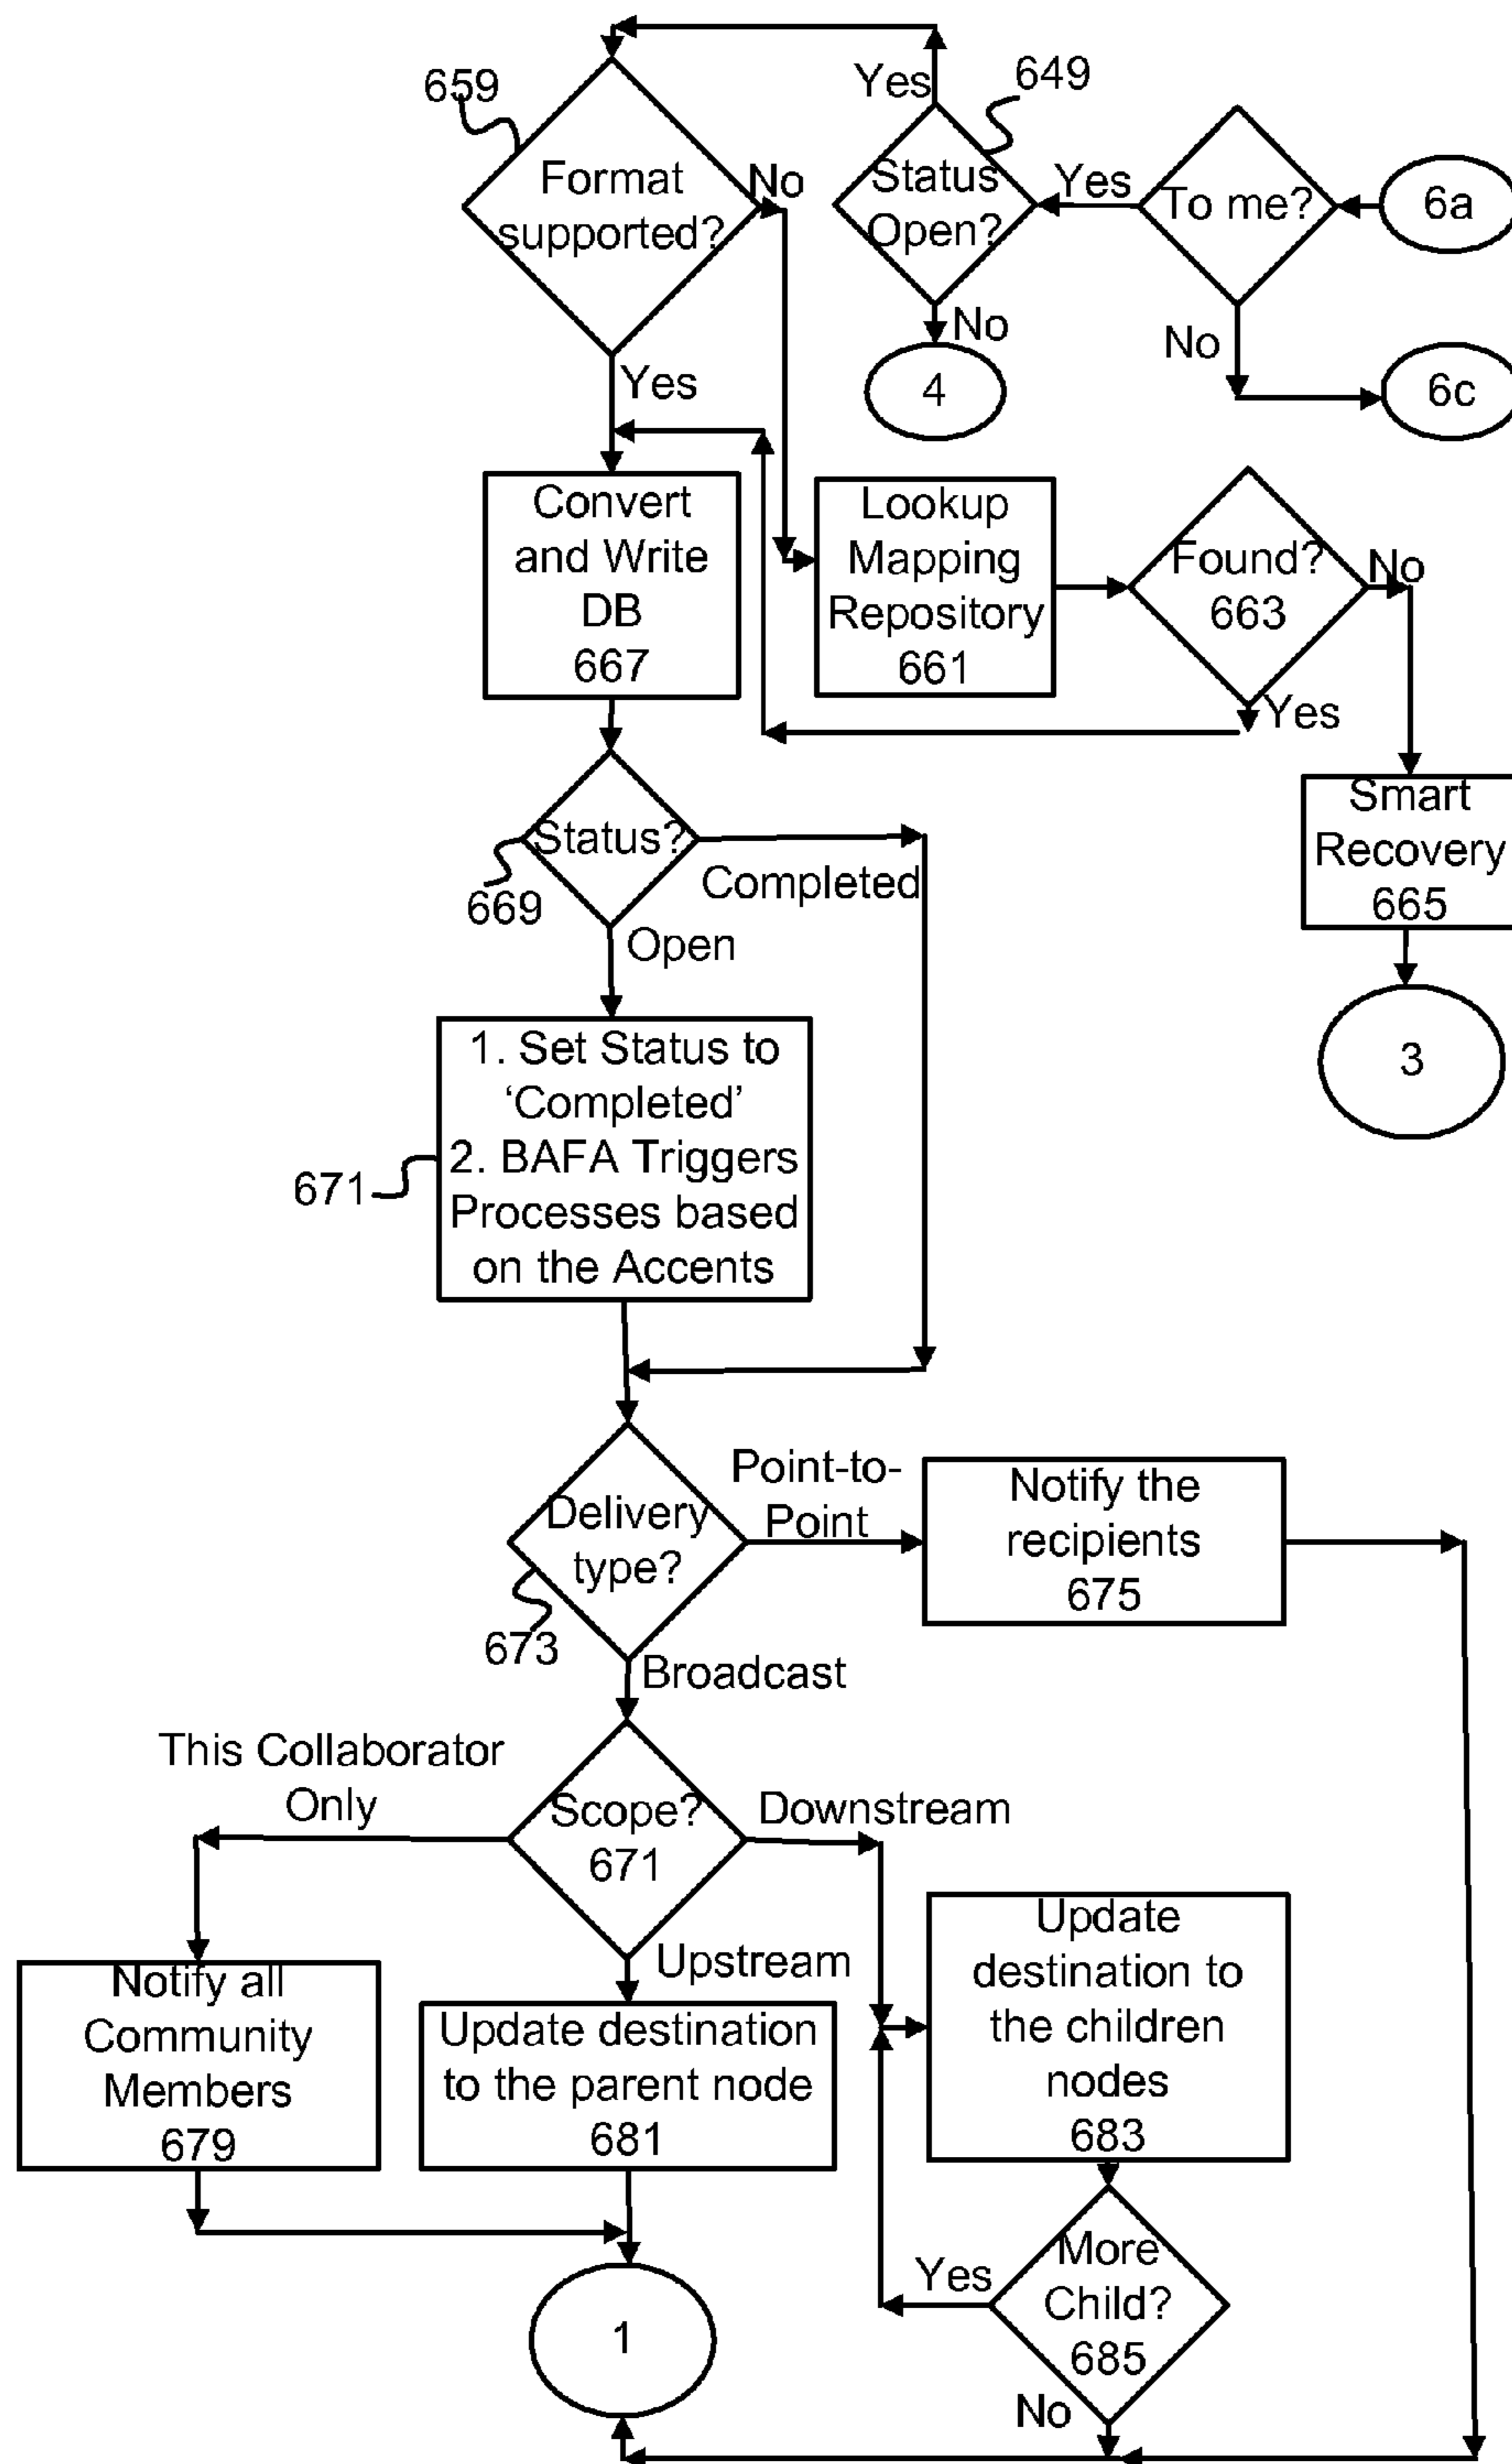 659
Yes
649
Format
supported?
No
Status
Open?
Yes
To me?
6a
Yes
No
4
No
6c
Convert
and Write
DB
667
Lookup
Mapping
Repository
661
Found?
663
No
Yes
Smart
Recovery
665
3
Status?
669
Completed
Open
1. Set Status to
‘Completed’
2. BAFA Triggers
Processes based
on the Accents
671
Delivery
type?
673
Point-to-
Point
Notify the
recipients
675
Broadcast
This Collaborator
Only
Scope?
671
Downstream
Upstream
Notify all
Community
Members
679
Update destination
to the parent node
681
Update
destination to
the children
nodes
683
More
Child?
685
Yes
No
1